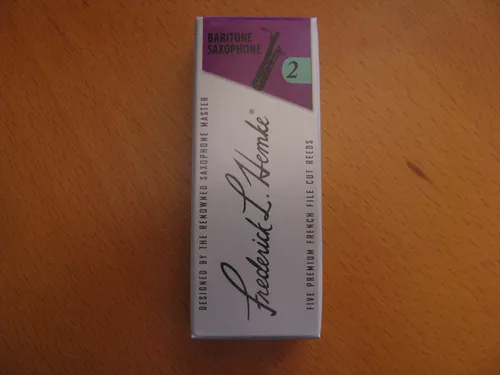 BARITONE
SAXOPHONE
2
DESIGNED BY THE RENOWNED SAXOPHONE MASTER
Frederick L. Hemke®
FIVE PREMIUM FRENCH FILE CUT REEDS